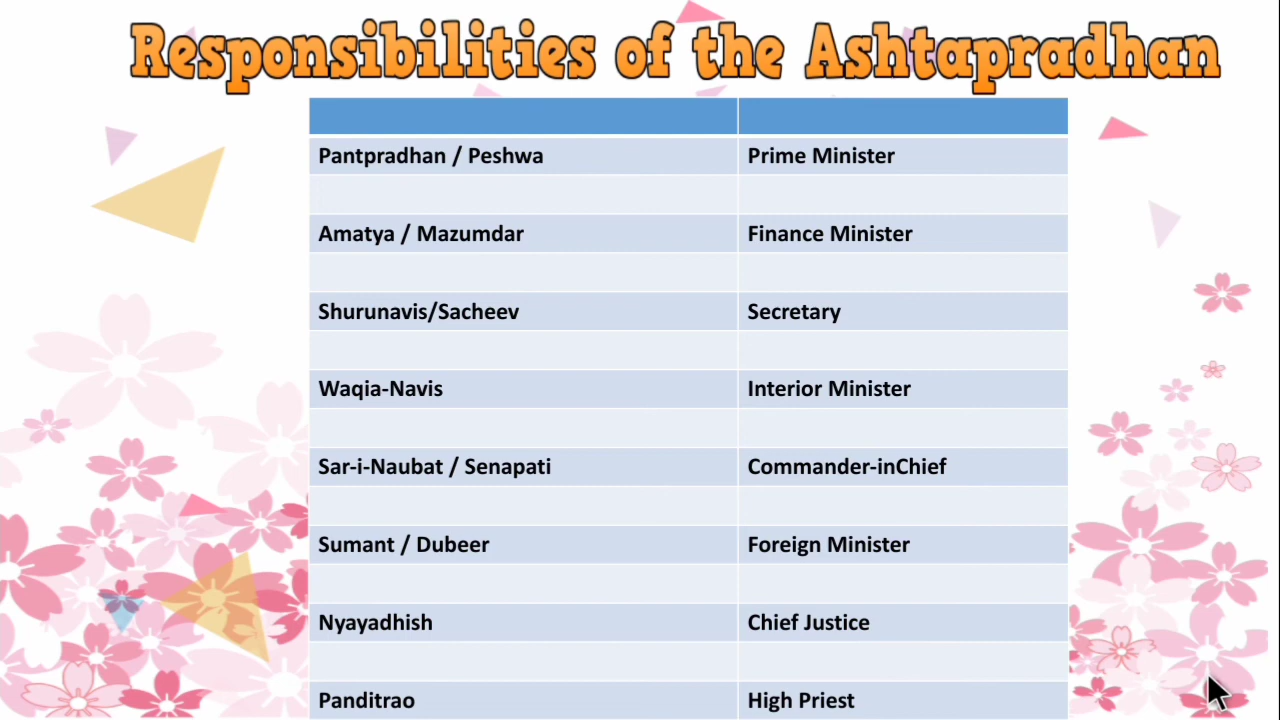 Responsibilities of the Ashtapradhan
Pantpradhan / Peshwa Prime Minister
Amatya / Mazumdar Finance Minister
Shurunavis/Sacheev Secretary
Waqia-Navis Interior Minister
Sar-i-Naubat / Senapati Commander-inChief
Sumant / Dubeer Foreign Minister
Nyayadhish Chief Justice
Panditrao High Priest